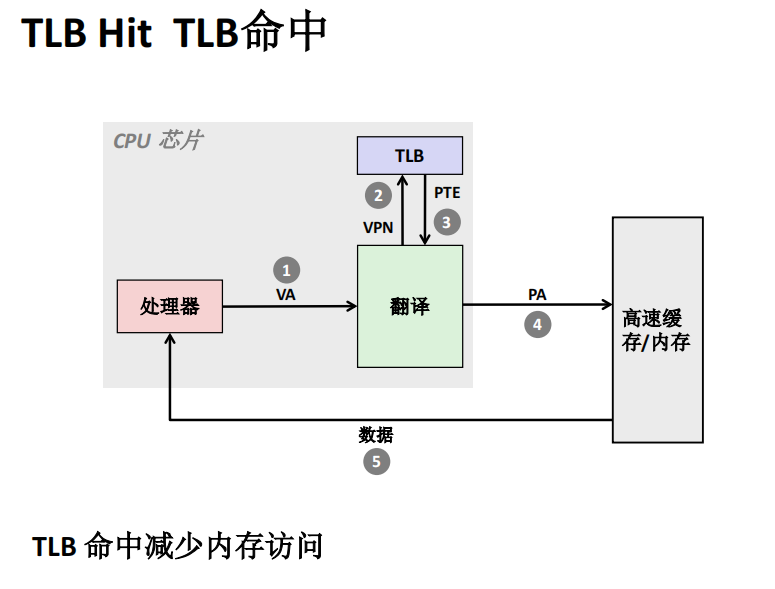 TLB Hit TLB命中
CPU 芯片
TLB
2
PTE
VPN
3
1
VA
处理器
翻译
PA
4
高速缓
存/内存
数据
5
TLB 命中减少内存访问